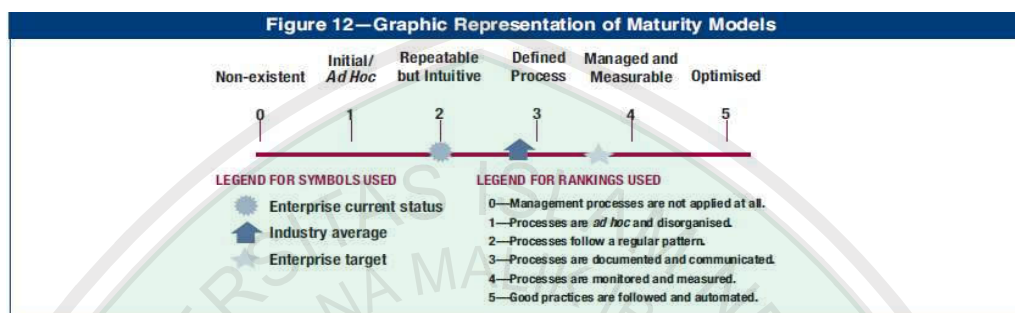 Figure 12—Graphic Representation of Maturity Models
Non-existent
Initial/
Ad Hoc
Repeatable
but Intuitive
Defined
Process
Managed and
Measurable
Optimised
0 1 2 3 4 5
LEGEND FOR SYMBOLS USED
Enterprise current status
Industry average
Enterprise target
LEGEND FOR RANKINGS USED
0—Management processes are not applied at all.
1—Processes are ad hoc and disorganised.
2—Processes follow a regular pattern.
3—Processes are documented and communicated.
4—Processes are monitored and measured.
5—Good practices are followed and automated.